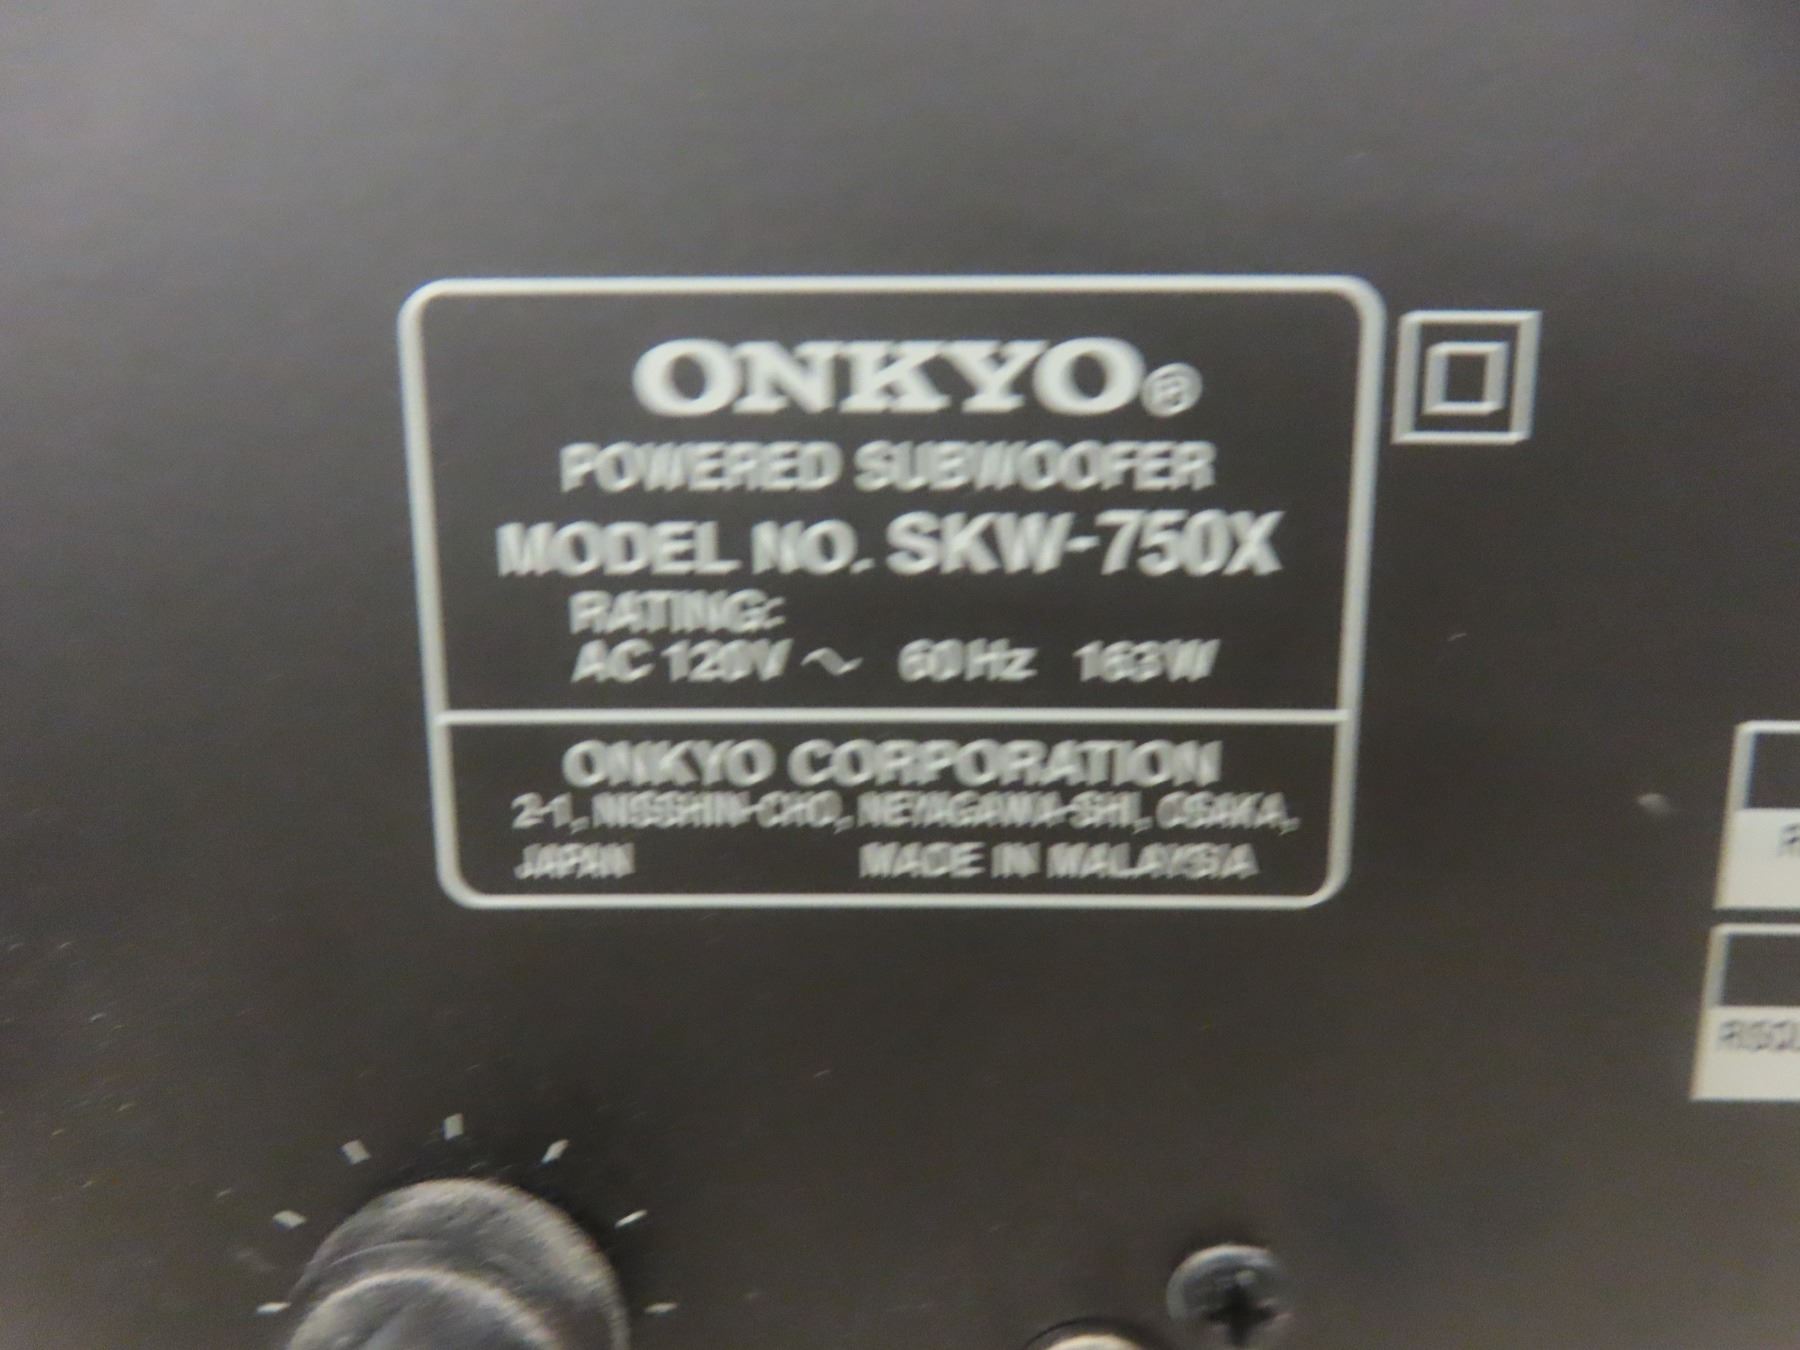 ONKYO®
POWERED SUBWOOFER
MODEL NO. SKW-750X
RATING:
AC 120V ~ 60Hz 163W
ONKYO CORPORATION
2-1, NISSHIN-CHO, NEYAGAWA-SHI, OSAKA,
JAPAN MADE IN MALAYSIA